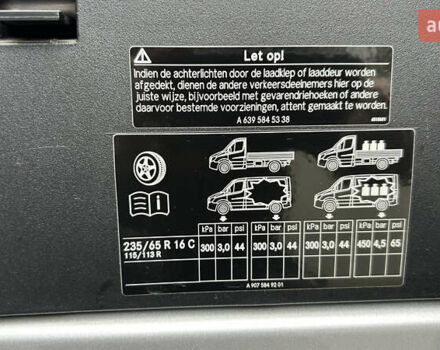 au
Let op!
Indien de achterlichten door de laadklep of laaddeur worden
afgedekt, dienen de andere verkeersdeelnemers hier op de
juiste wijze, bijvoorbeeld met gevarendriehoeken of andere
daarvoor bestemde voorzieningen, attent gemaakt te worden.
A 639 584 53 38
kPa bar psi kPa bar psi kPa bar psi kPa bar psi
235/65 R 16 C 300 3,0 44 300 3,0 44 300 3,0 44 450 4,5 65
115/113 R
A 907 584 92 01